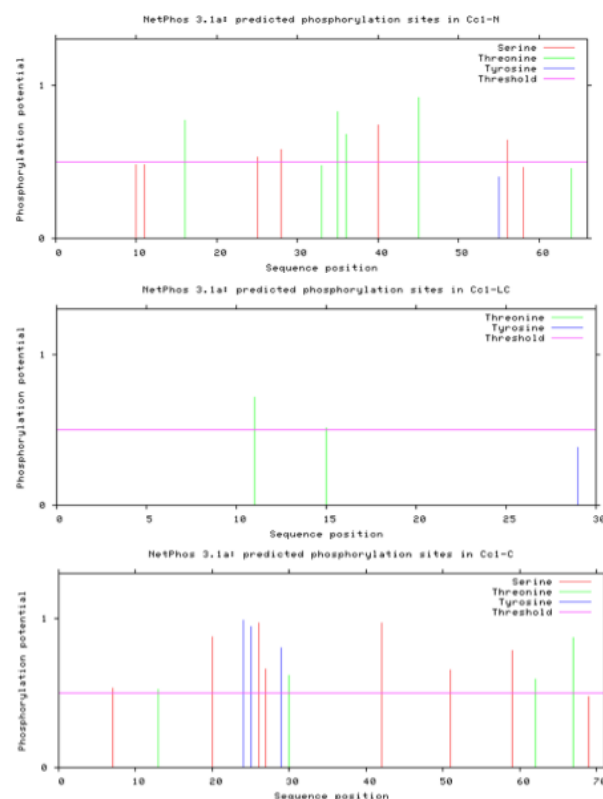 NetPhos 3.1a: predicted phosphorylation sites in Cc1-N
Serine
Threonine
Tyrosine
Threshold
Phosphorylation potential
1
0
0 10 20 30 40 50 60
Sequence position
NetPhos 3.1a: predicted phosphorylation sites in Cc1-LC
Threonine
Tyrosine
Threshold
Phosphorylation potential
1
0
0 5 10 15 20 25 30
Sequence position
NetPhos 3.1a: predicted phosphorylation sites in Cc1-C
Serine
Threonine
Tyrosine
Threshold
Phosphorylation potential
1
0
0 10 20 30 40 50 60 70
Sequence position